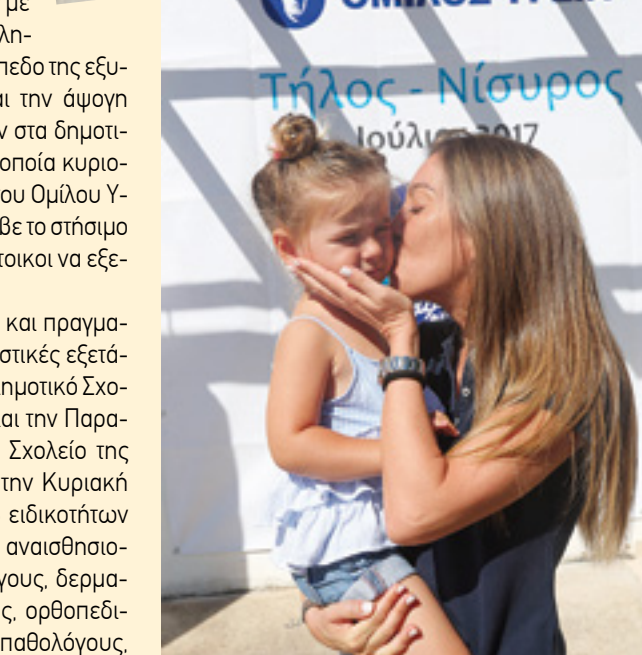 με
λη-
πεδο της εξυ-
αι την άψογη
ν στα δημοτι-
οποία κυριο-
ου Ομίλου Υ-
βε το στήσιμο
τοικοι να εξε-
και πραγμα-
στικές εξετά-
ημοτικό Σχο-
αι την Παρα-
Σχολείο της
την Κυριακή
ειδικοτήτων
αναισθησιο-
γους, δερμα-
ς, ορθοπεδι-
παθολόγους,
Τήλος - Νίσυρος
Ιούλιος 2017